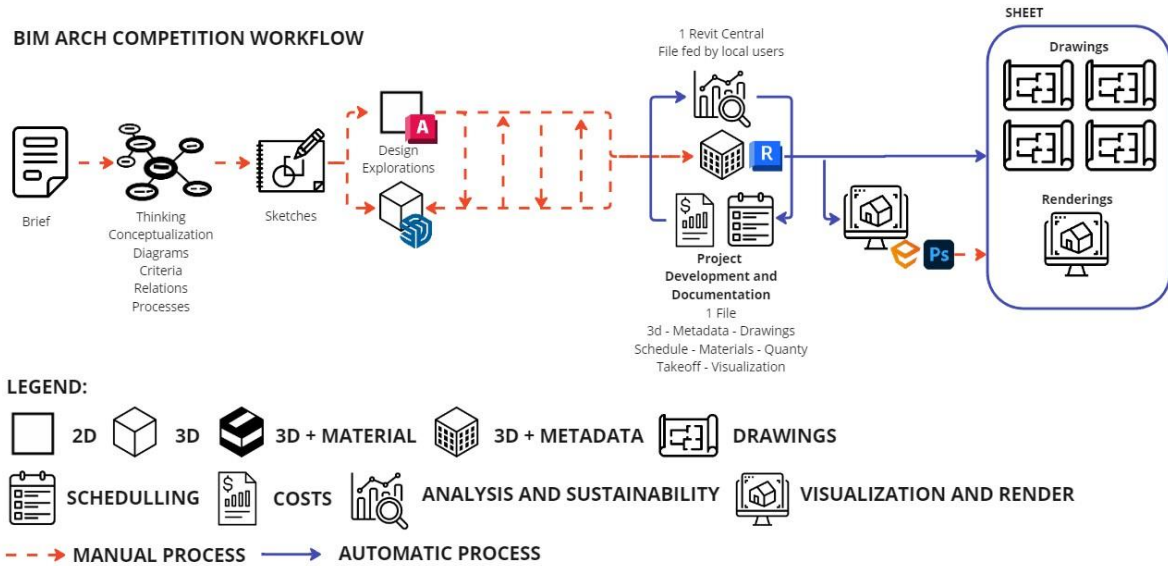 BIM ARCH COMPETITION WORKFLOW
Brief
Thinking
Conceptualization
Diagrams
Criteria
Relations
Processes
Sketches
A
Design
Explorations
1 Revit Central
File fed by local users
R
$
Project
Development and
Documentation
1 File
3d - Metadata - Drawings
Schedule - Materials - Quanty
Takeoff - Visualization
Ps
SHEET
Drawings
Renderings
LEGEND:
2D 3D 3D + MATERIAL 3D + METADATA DRAWINGS
SCHEDULLING $ COSTS ANALYSIS AND SUSTAINABILITY VISUALIZATION AND RENDER
MANUAL PROCESS AUTOMATIC PROCESS